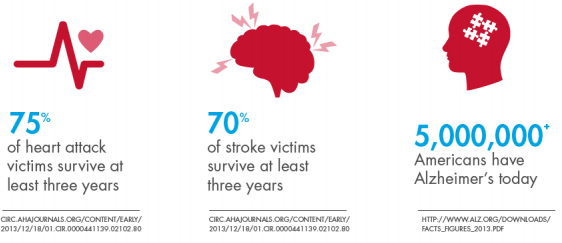 75%
of heart attack
victims survive at
least three years
CIRC.AHAJOURNALS.ORG/CONTENT/EARLY/
2013/12/18/01.CIR.0000441139.02102.80
70%
of stroke victims
survive at least
three years
CIRC.AHAJOURNALS.ORG/CONTENT/EARLY/
2013/12/18/01.CIR.0000441139.02102.80
5,000,000+
Americans have
Alzheimer's today
HTTP://WWW.ALZ.ORG/DOWNLOADS/
FACTS_FIGURES_2013.PDF